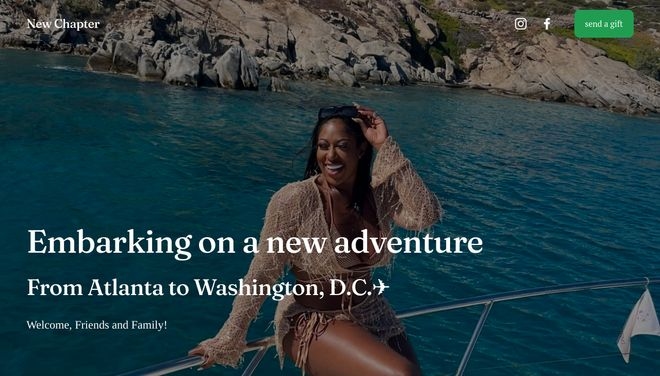 New Chapter
send a gift
Embarking on a new adventure
From Atlanta to Washington, D.C.✈
Welcome, Friends and Family!